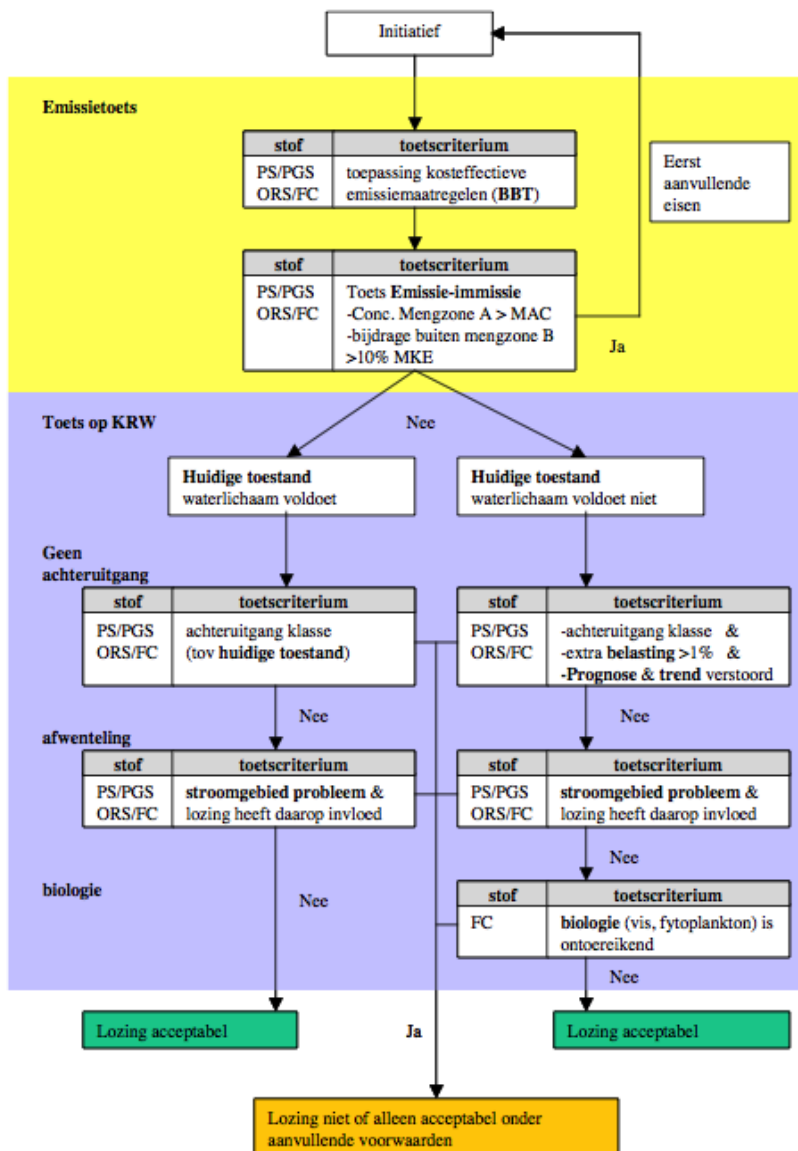 Initiatief
Emissietoets
stof toetscriterium
PS/PGS toepassing kosteffectieve
ORS/FC emissiemaatregelen (BBT)
Eerst
aanvullende
eisen
stof toetscriterium
PS/PGS Toets Emissie-immissie
ORS/FC -Conc. Mengzone A > MAC
-bijdrage buiten mengzone B
>10% MKE
Ja
Toets op KRW
Nee
Huidige toestand
waterlichaam voldoet
Huidige toestand
waterlichaam voldoet niet
Geen
achteruitgang
stof toetscriterium
PS/PGS achteruitgang klasse
ORS/FC (tov huidige toestand)
stof toetscriterium
PS/PGS -achteruitgang klasse &
ORS/FC -extra belasting >1% &
-Prognose & trend verstoord
Nee
Nee
afwenteling
stof toetscriterium
PS/PGS stroomgebied probleem &
ORS/FC lozing heeft daarop invloed
stof toetscriterium
PS/PGS stroomgebied probleem &
ORS/FC lozing heeft daarop invloed
Nee
biologie
Nee
stof toetscriterium
FC biologie (vis, fytoplankton) is
ontoereikend
Nee
Lozing acceptabel
Ja
Lozing acceptabel
Lozing niet of alleen acceptabel onder
aanvullende voorwaarden